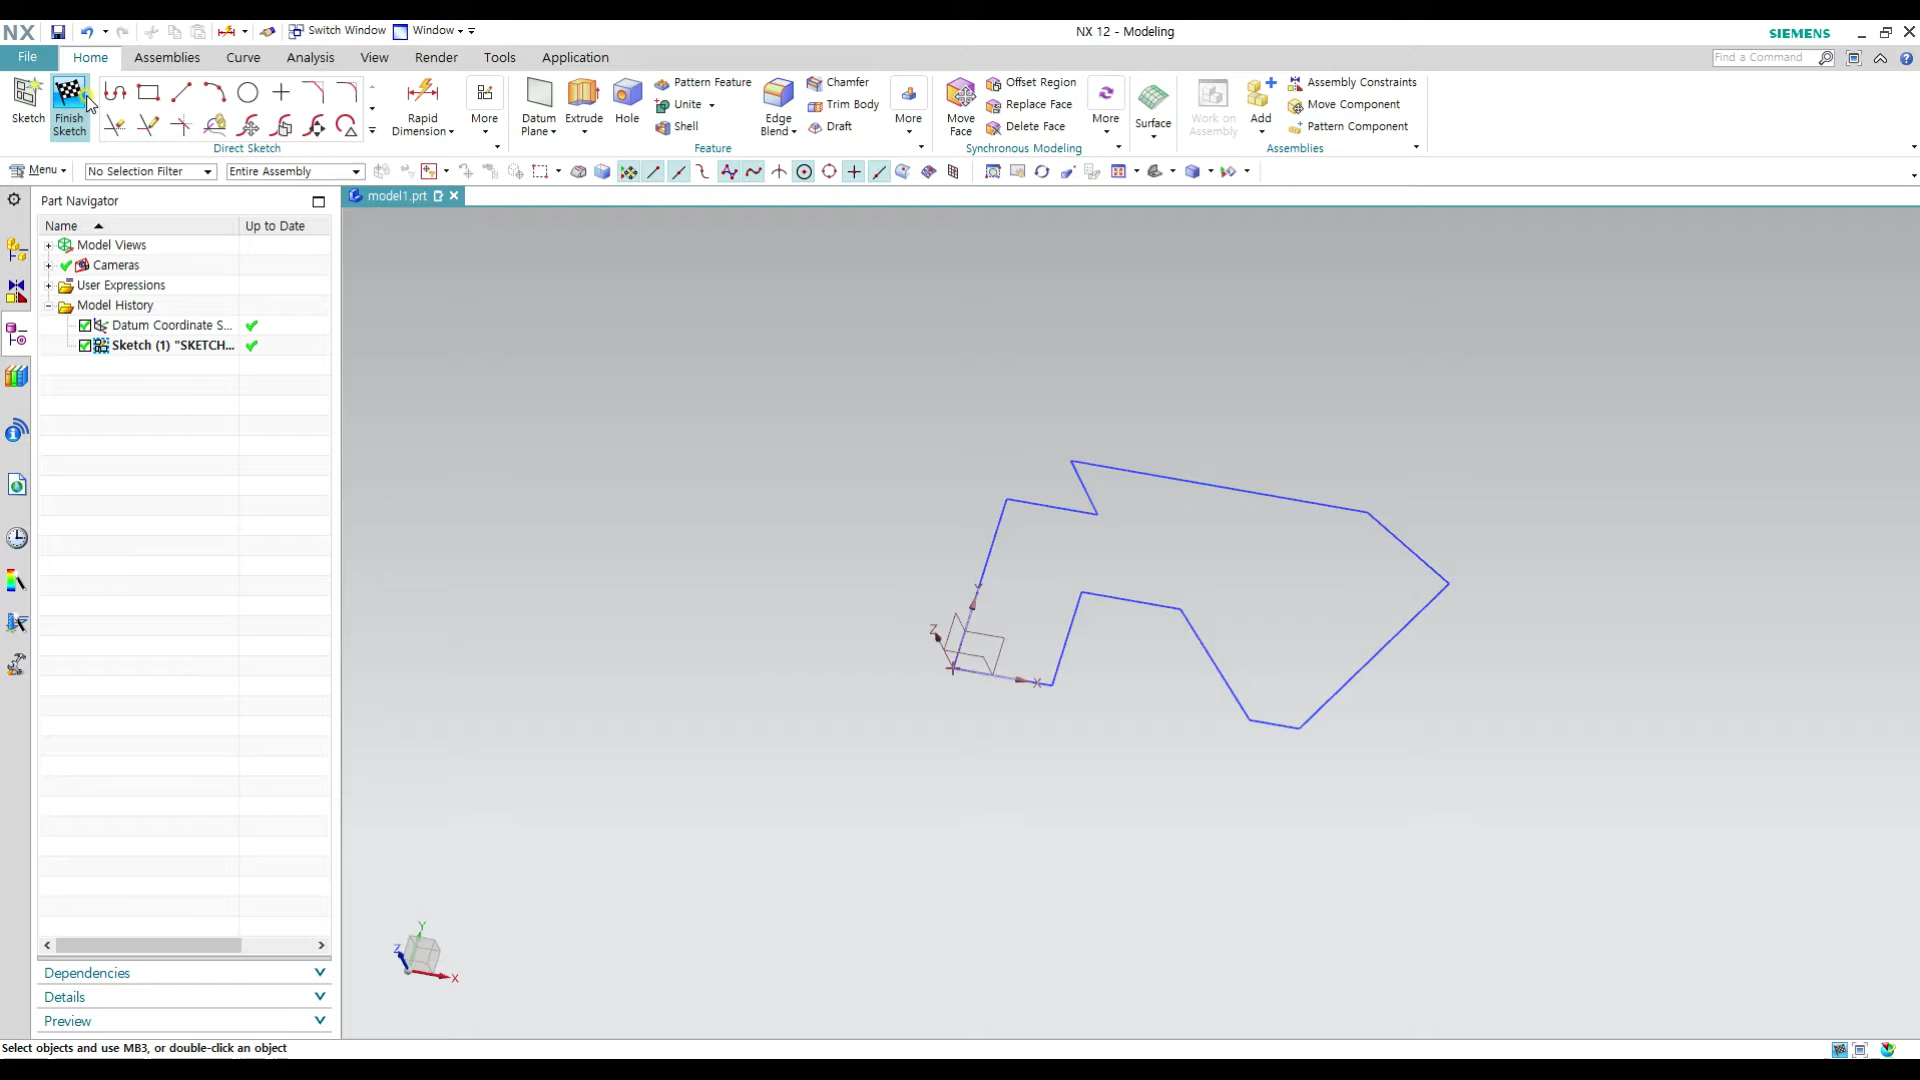 NX
Switch Window
Window
NX 12 - Modeling
SIEMENS
File
Home
Assemblies
Curve
Analysis
View
Render
Tools
Application
Find a Command
Sketch
Finish
Sketch
Direct Sketch
Rapid
Dimension
More
Datum
Plane
Extrude
Hole
Pattern Feature
Unite
Shell
Edge
Blend
Chamfer
Trim Body
Draft
More
Feature
Move
Face
Offset Region
Replace Face
Delete Face
More
Synchronous Modeling
Surface
Work on
Assembly
Add
Assembly Constraints
Move Component
Pattern Component
Assemblies
Menu
No Selection Filter
Entire Assembly
Part Navigator
model1.prt
Name
Up to Date
Model Views
Cameras
User Expressions
Model History
Datum Coordinate S...
Sketch (1) "SKETCH...
Y
Z
X
Y
Z
X
Dependencies
Details
Preview
Select objects and use MB3, or double-click an object